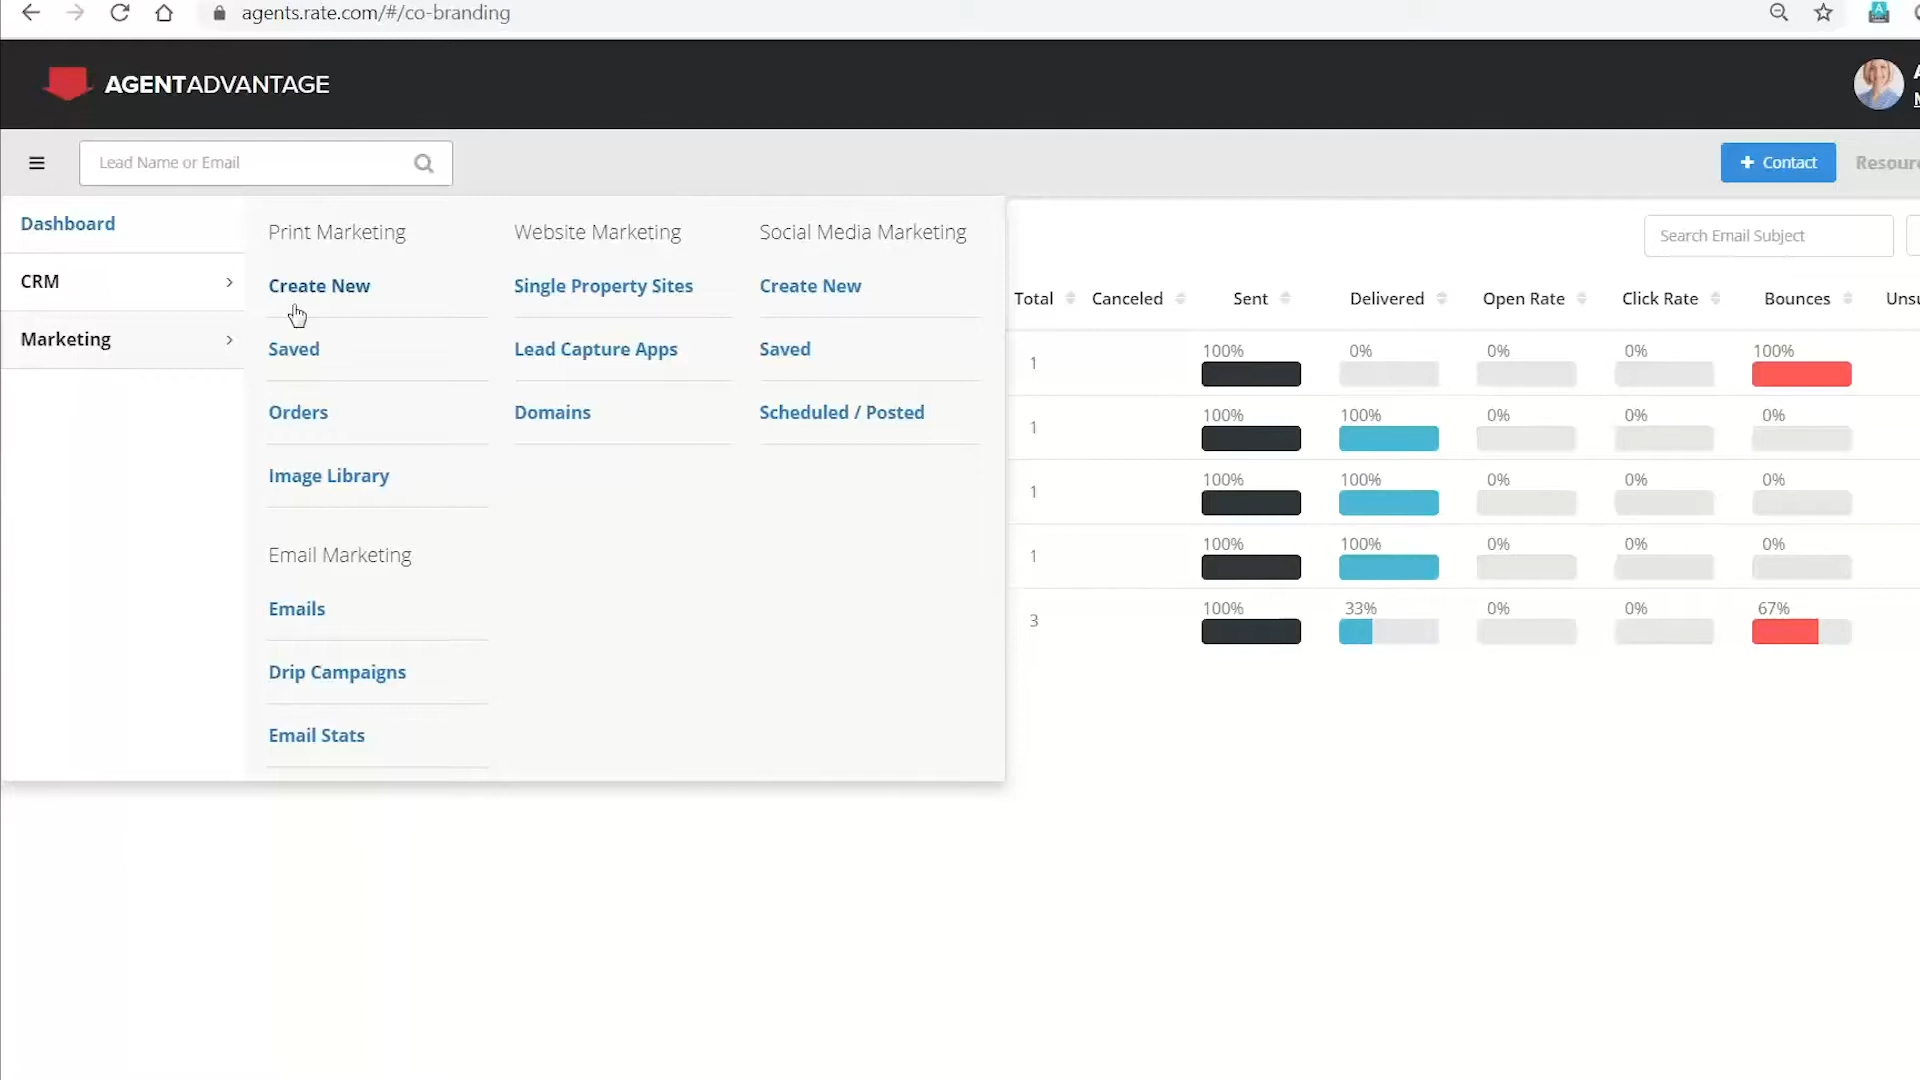 agents.rate.com/#/co-branding
AGENTADVANTAGE
Lead Name or Email
+ Contact
Dashboard
CRM
Marketing
Print Marketing
Create New
Saved
Orders
Image Library
Email Marketing
Emails
Drip Campaigns
Email Stats
Website Marketing
Single Property Sites
Lead Capture Apps
Domains
Social Media Marketing
Create New
Saved
Scheduled / Posted
Search Email Subject
Total Canceled Sent Delivered Open Rate Click Rate Bounces
1 100% 0% 0% 0% 100%
1 100% 100% 0% 0% 0%
1 100% 100% 0% 0% 0%
1 100% 100% 0% 0% 0%
3 100% 33% 0% 0% 67%